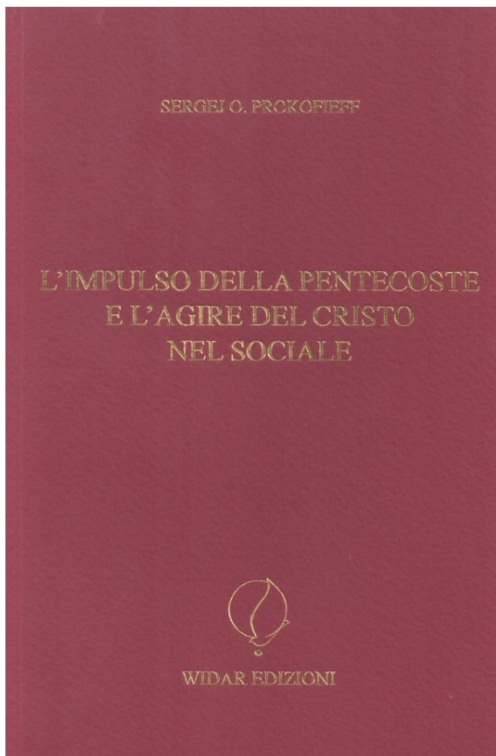 SERGEJ O. PROKOFIEFF
L'IMPULSO DELLA PENTECOSTE
E L'AGIRE DEL CRISTO
NEL SOCIALE
WIDAR EDIZIONI